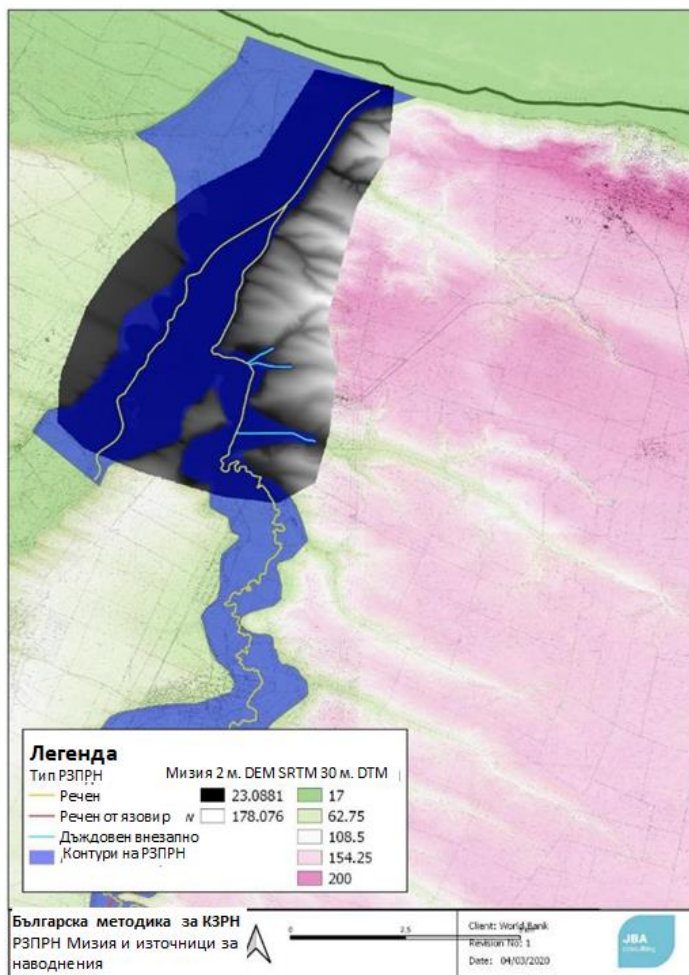 Легенда
Тип РЗПРН Мизия 2 м. DEM SRTM 30 м. DTM
Речен 23.0881 17
Речен от язовир 178.076 62.75
Дъждовен внезапно 108.5
Контури на РЗПРН 154.25
200
Българска методика за КЗРН
РЗПРН Мизия и източници за
наводнения
0 2.5
Client: World Bank
Revision No: 1
Date: 04/03/2020
JBA
consulting